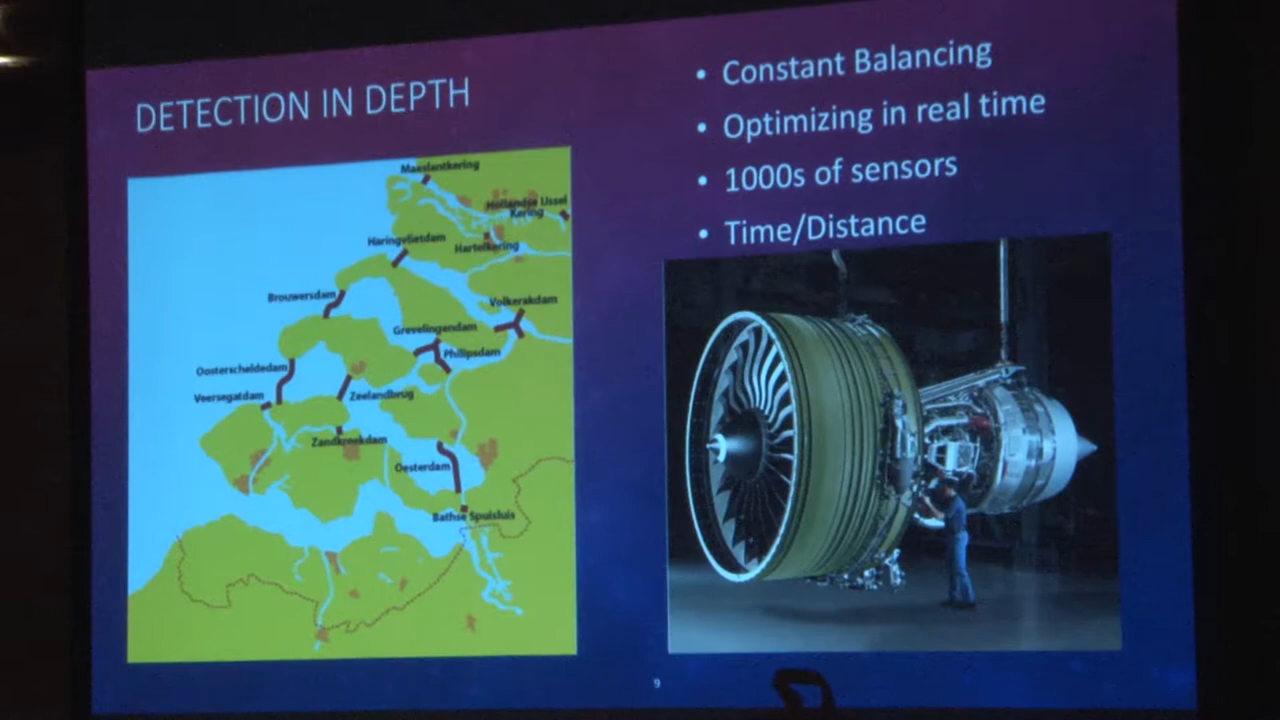 DETECTION IN DEPTH
• Constant Balancing
• Optimizing in real time
• 1000s of sensors
• Time/Distance
Maeslantkering
Hollandse IJssel
Kering
Haringvlietdam
Hartelkering
Brouwersdam
Volkerakdam
Grevelingendam
Philipsdam
Oosterscheldedam
Veersegatdam
Zeelandbrug
Zandkreekdam
Oesterdam
Bathse Spuisluis
9